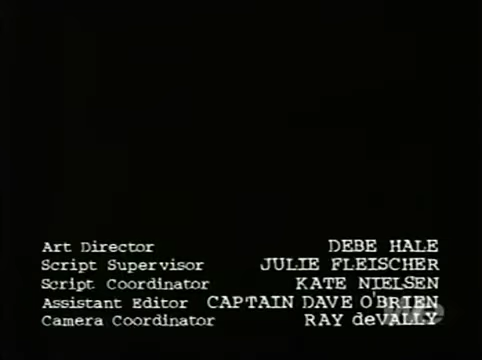 Art Director DEBE HALE
Script Supervisor JULIE FLEISCHER
Script Coordinator KATE NIELSEN
Assistant Editor CAPTAIN DAVE O'BRIEN
Camera Coordinator RAY deVALLY